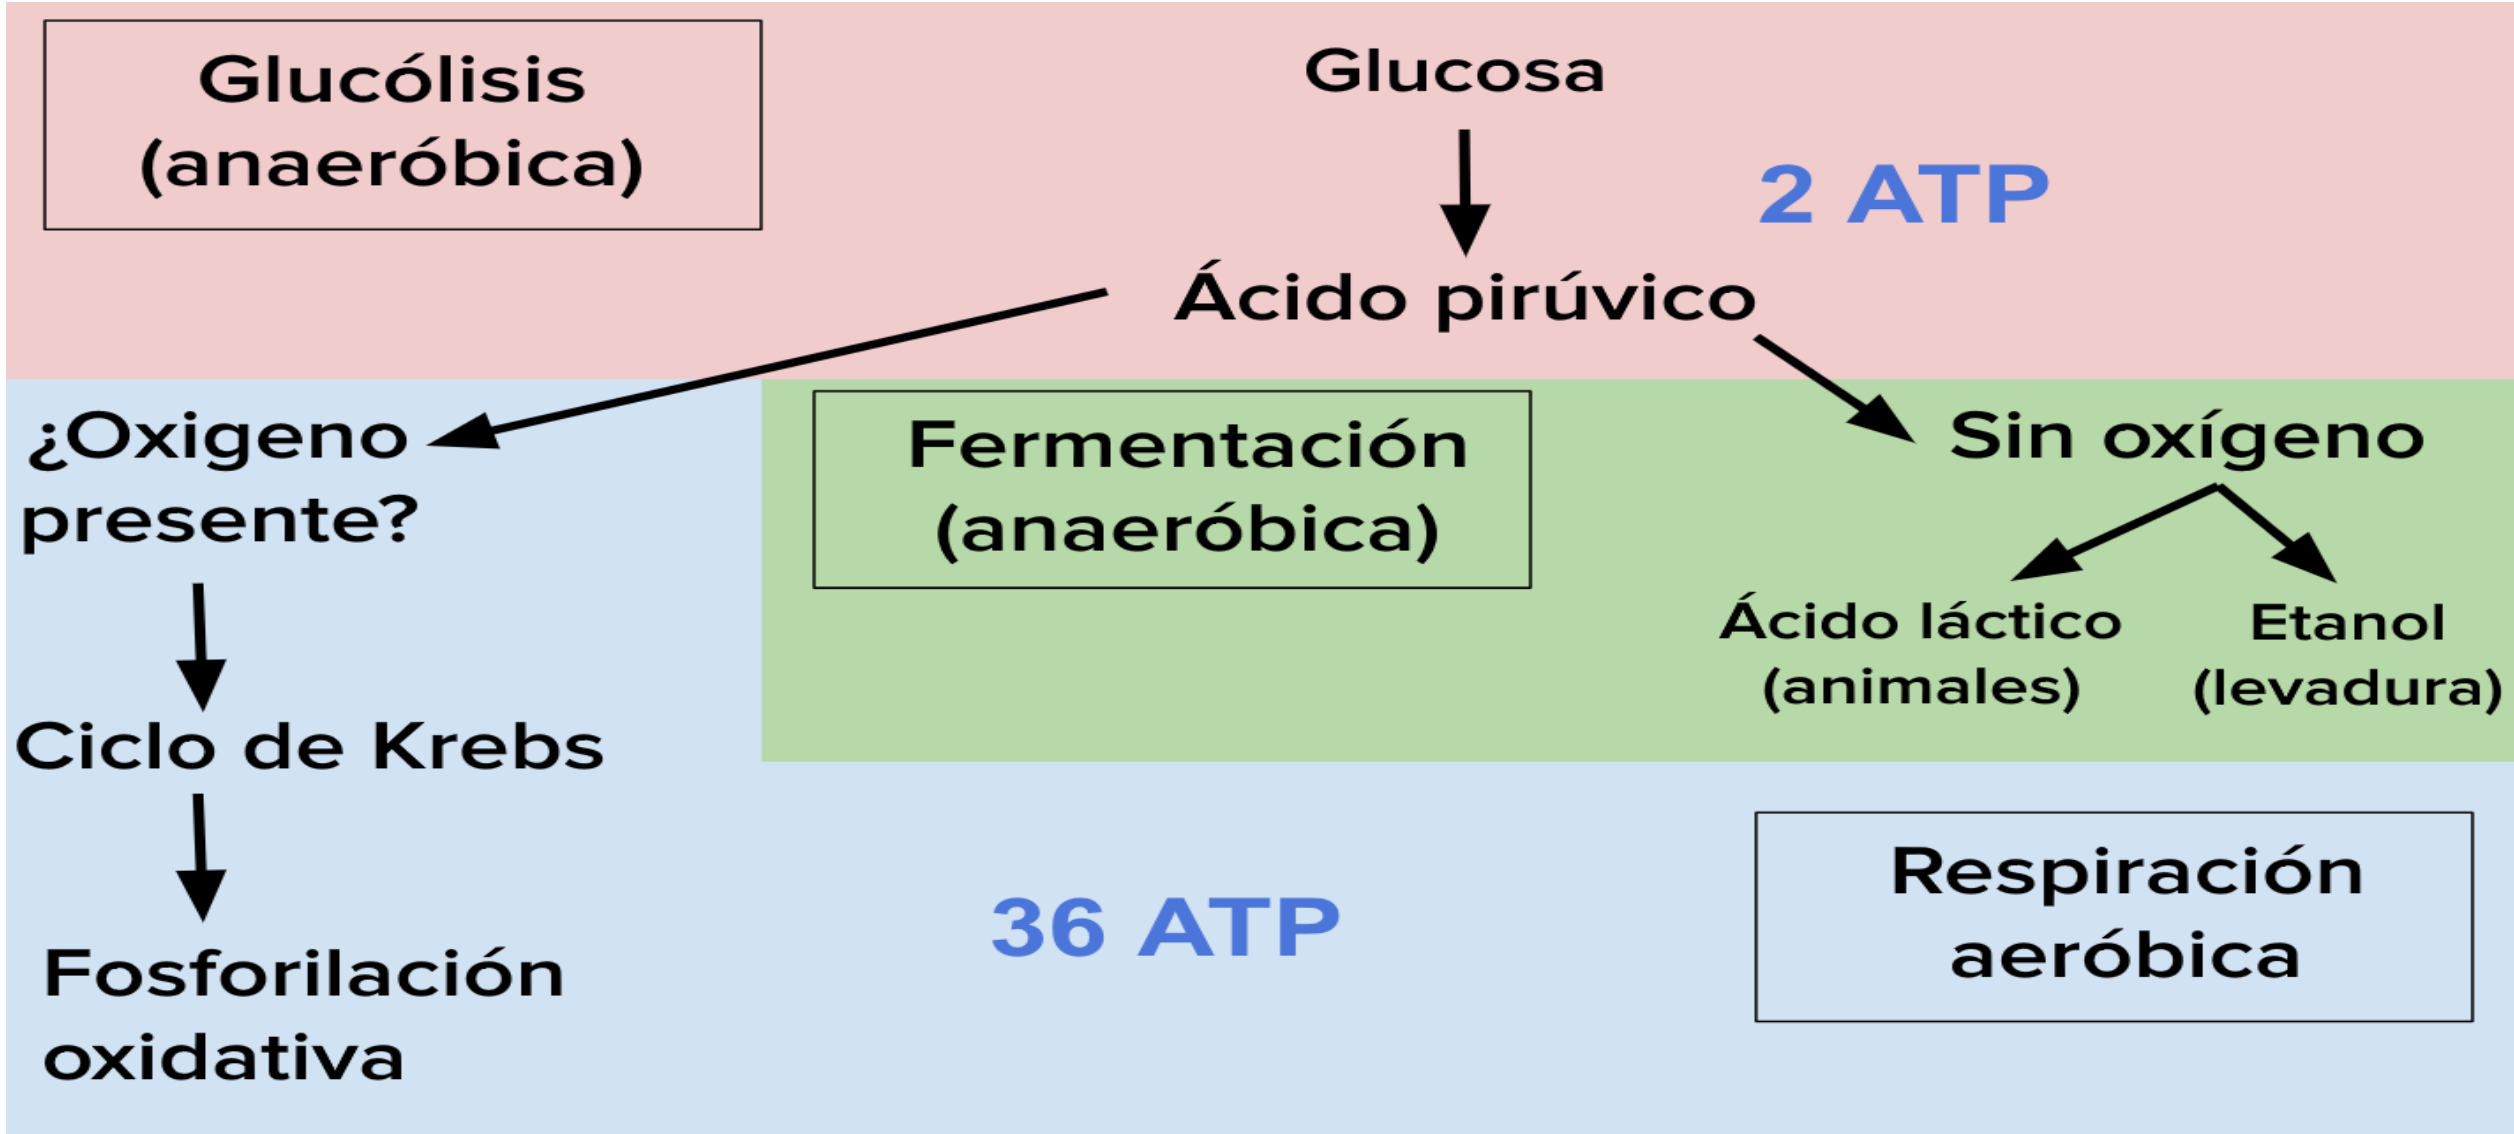 Glucólisis
(anaeróbica)
Glucosa
2 ATP
Ácido pirúvico
¿Oxigeno
presente?
Fermentación
(anaeróbica)
Sin oxígeno
Ácido láctico
(animales)
Etanol
(levadura)
Ciclo de Krebs
Fosforilación
oxidativa
36 ATP
Respiración
aeróbica